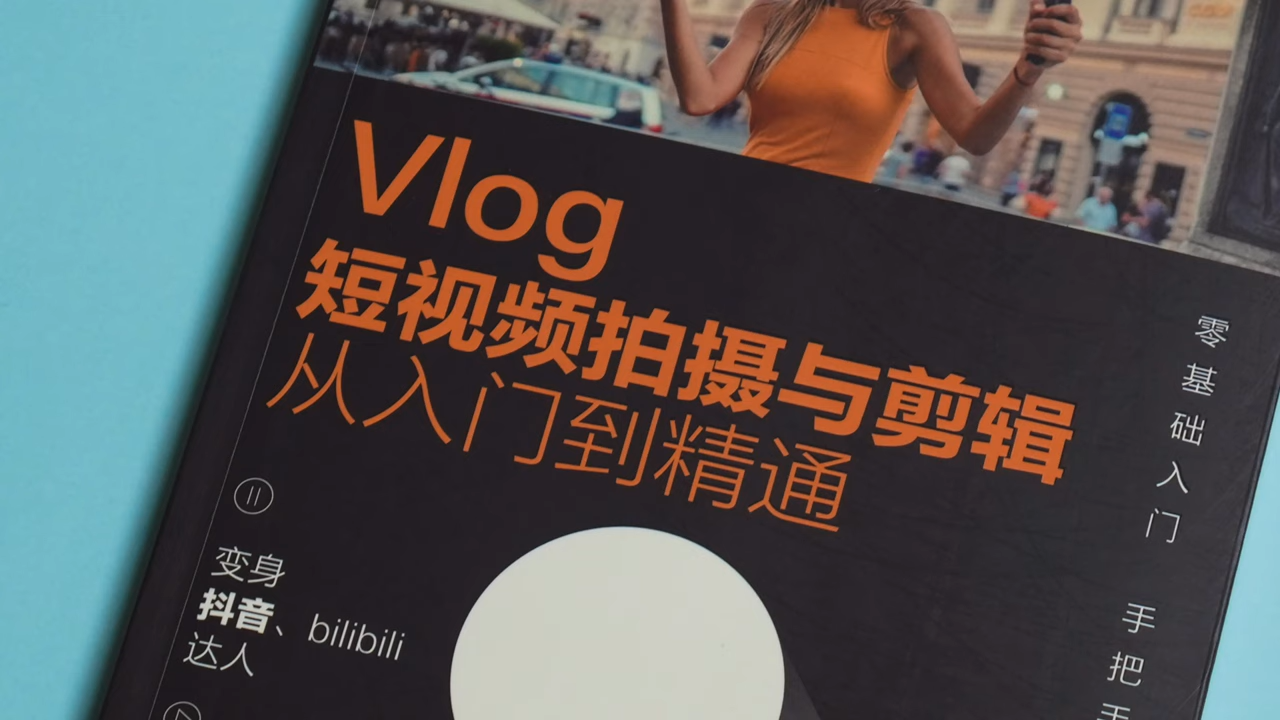 Vlog
短视频拍摄与剪辑
从入门到精通
零基础入门
手把
变身
抖音、bilibili
达人